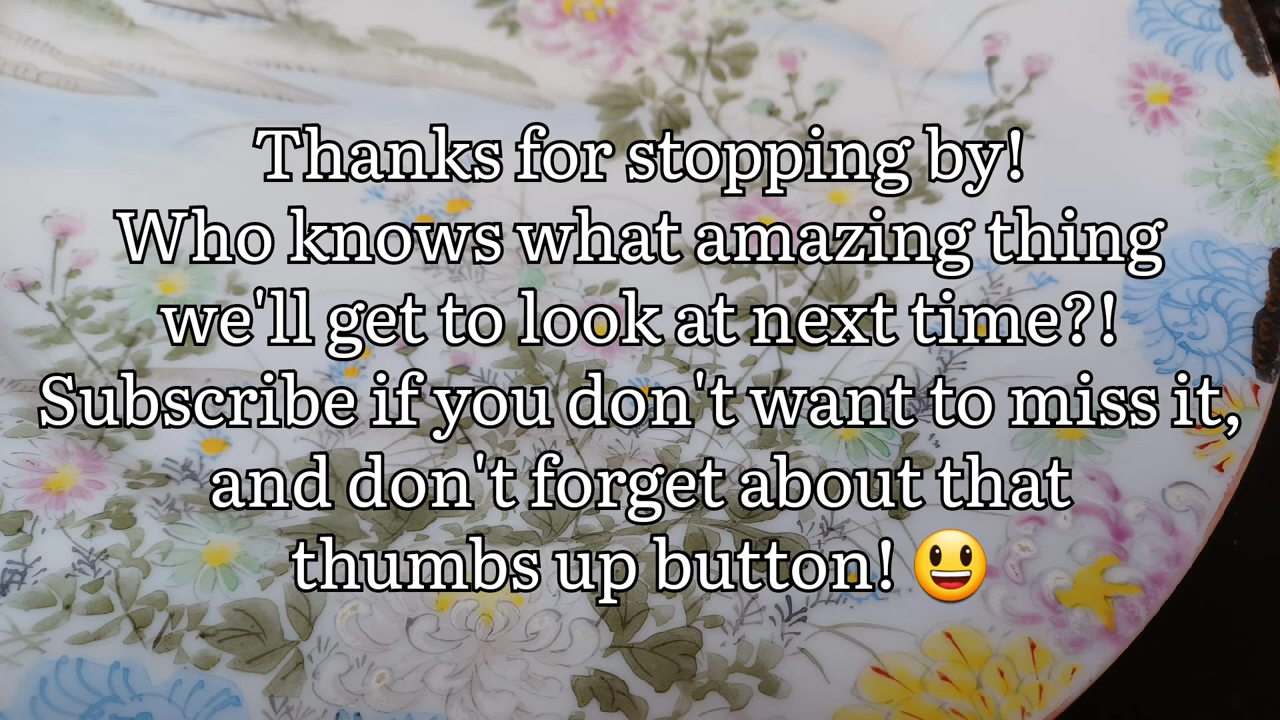 Thanks for stopping by!
Who knows what amazing thing
we'll get to look at next time?!
Subscribe if you don't want to miss it,
and don't forget about that
thumbs up button! 😃